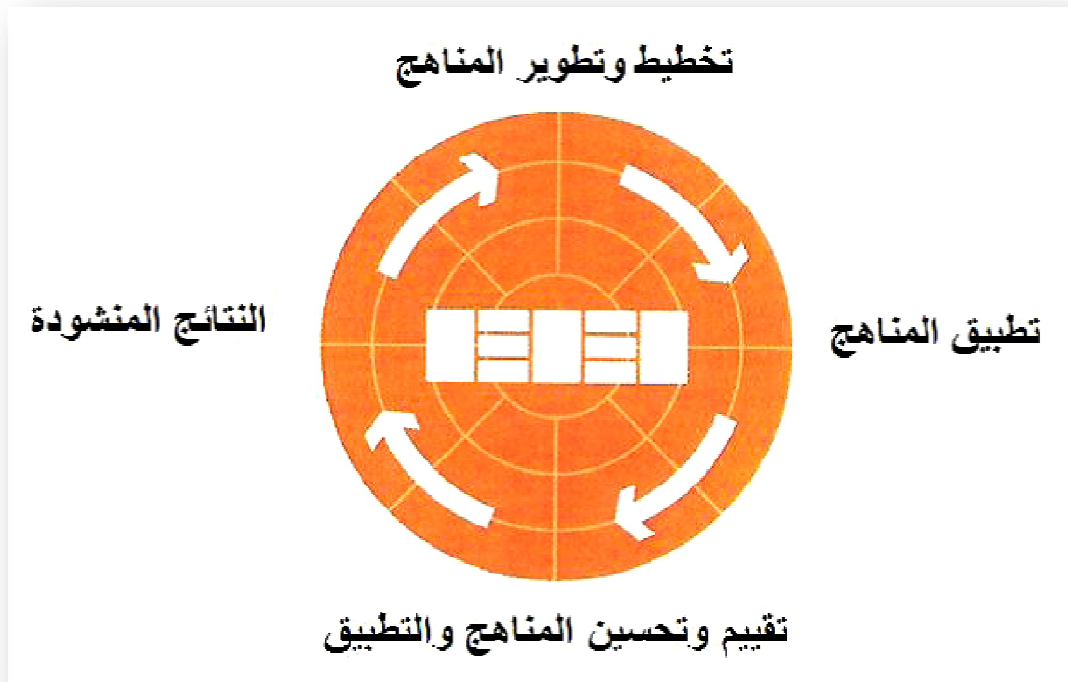 تخطيط وتطوير المناهج
النتائج المنشودة
تطبيق المناهج
تقييم وتحسين المناهج والتطبيق